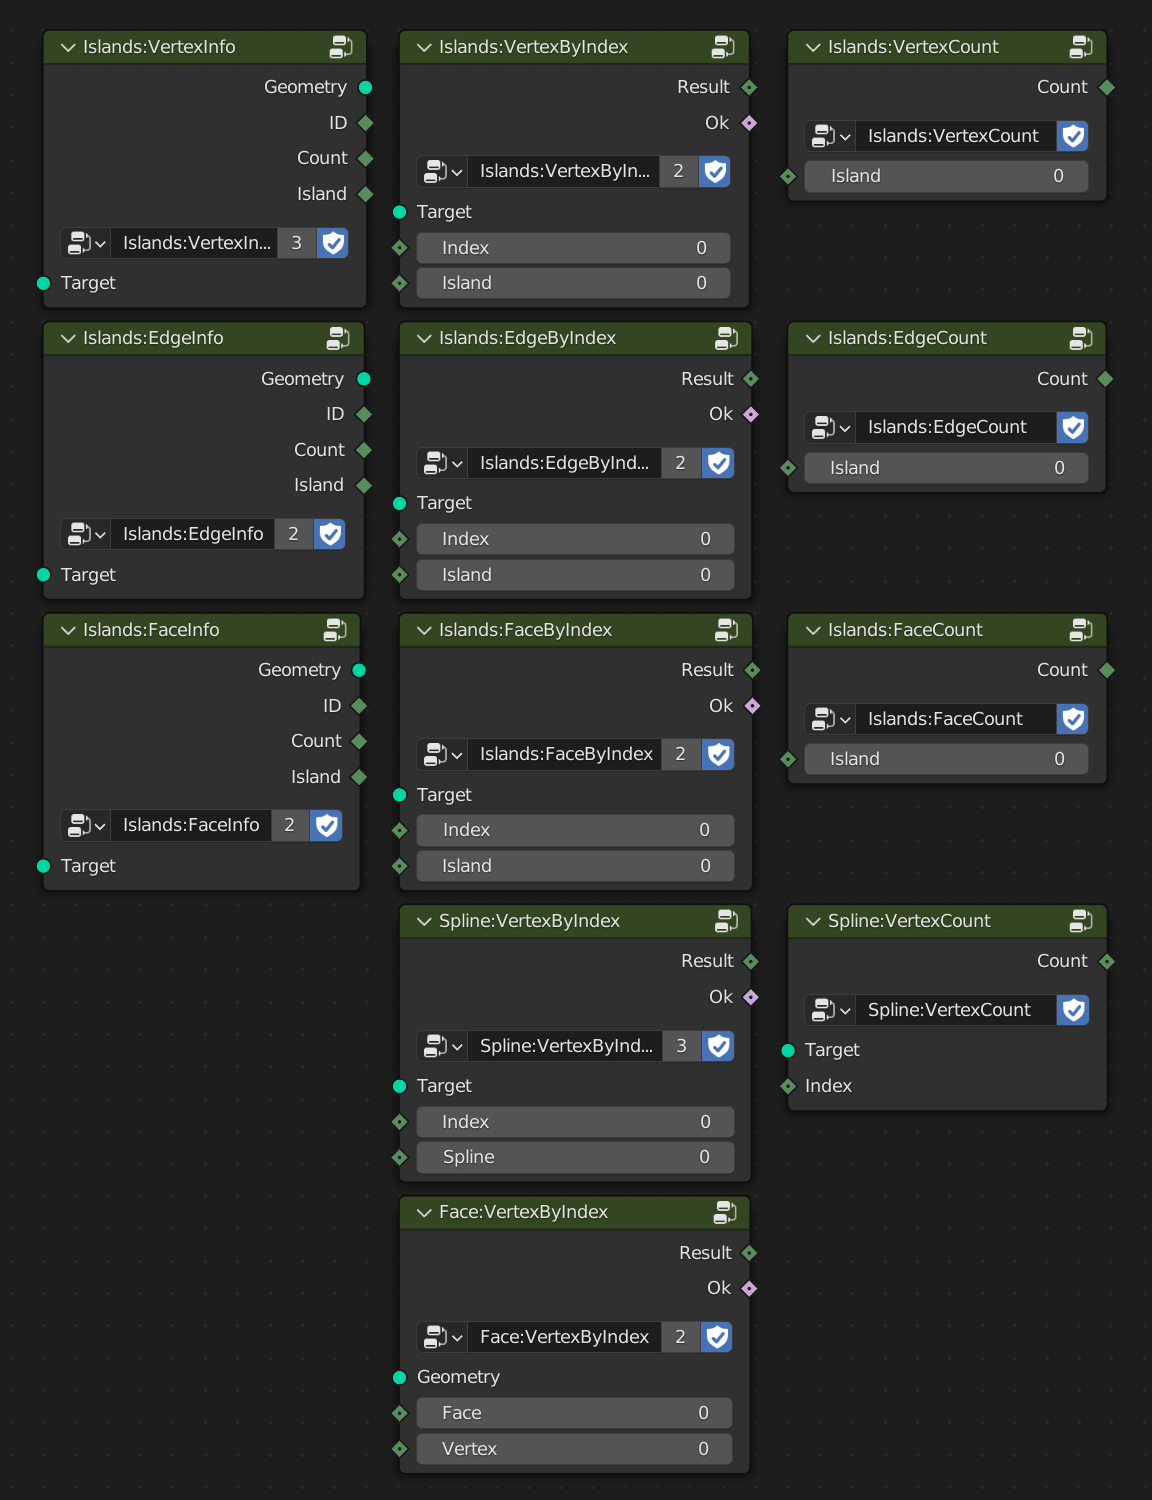 Islands:VertexInfo
Geometry
ID
Count
Island
Islands:VertexIn... 3
Target
Islands:VertexByIndex
Result
Ok
Islands:VertexByIn... 2
Target
Index 0
Island 0
Islands:VertexCount
Count
Islands:VertexCount
Island 0
Islands:EdgeInfo
Geometry
ID
Count
Island
Islands:EdgeInfo 2
Target
Islands:EdgeByIndex
Result
Ok
Islands:EdgeByInd... 2
Target
Index 0
Island 0
Islands:EdgeCount
Count
Islands:EdgeCount
Island 0
Islands:FaceInfo
Geometry
ID
Count
Island
Islands:FaceInfo 2
Target
Islands:FaceByIndex
Result
Ok
Islands:FaceByIndex 2
Target
Index 0
Island 0
Islands:FaceCount
Count
Islands:FaceCount
Island 0
Spline:VertexByIndex
Result
Ok
Spline:VertexByInd... 3
Target
Index 0
Spline 0
Spline:VertexCount
Count
Spline:VertexCount
Target
Index
Face:VertexByIndex
Result
Ok
Face:VertexByIndex 2
Geometry
Face 0
Vertex 0